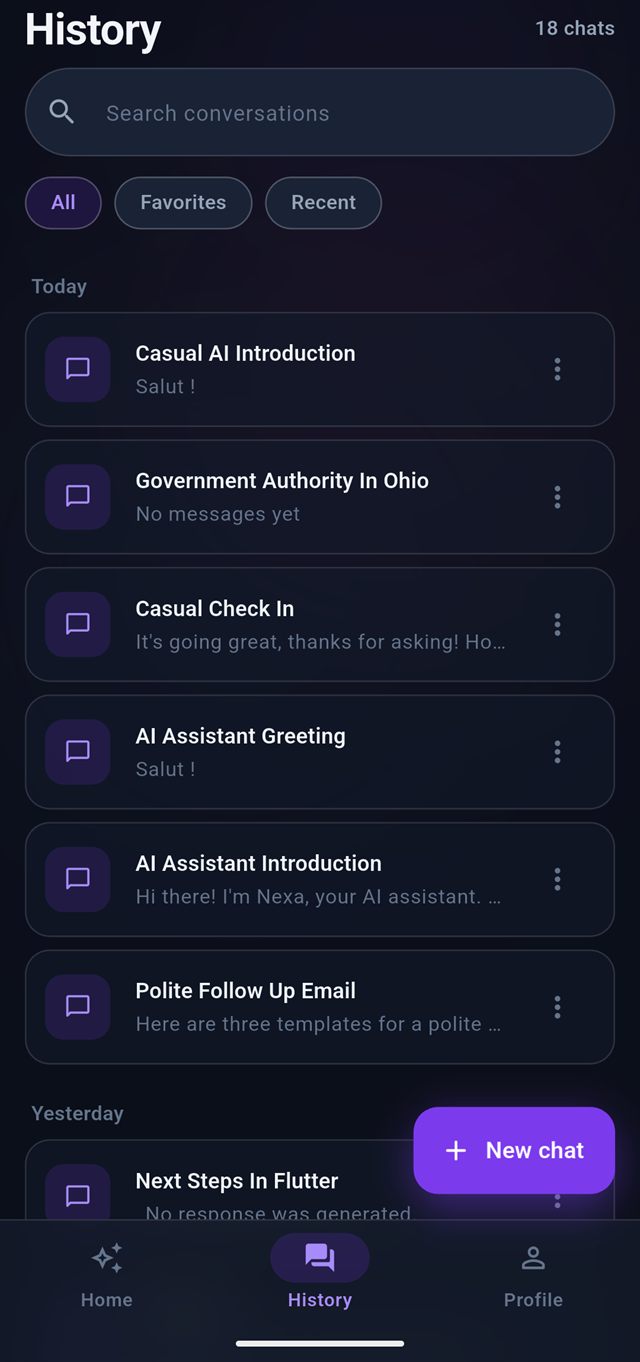 History
18 chats
Search conversations
All
Favorites
Recent
Today
Casual AI Introduction
Salut !
Government Authority In Ohio
No messages yet
Casual Check In
It's going great, thanks for asking! Ho…
AI Assistant Greeting
Salut !
AI Assistant Introduction
Hi there! I'm Nexa, your AI assistant. …
Polite Follow Up Email
Here are three templates for a polite …
Yesterday
New chat
Next Steps In Flutter
No response was generated.
Home
History
Profile